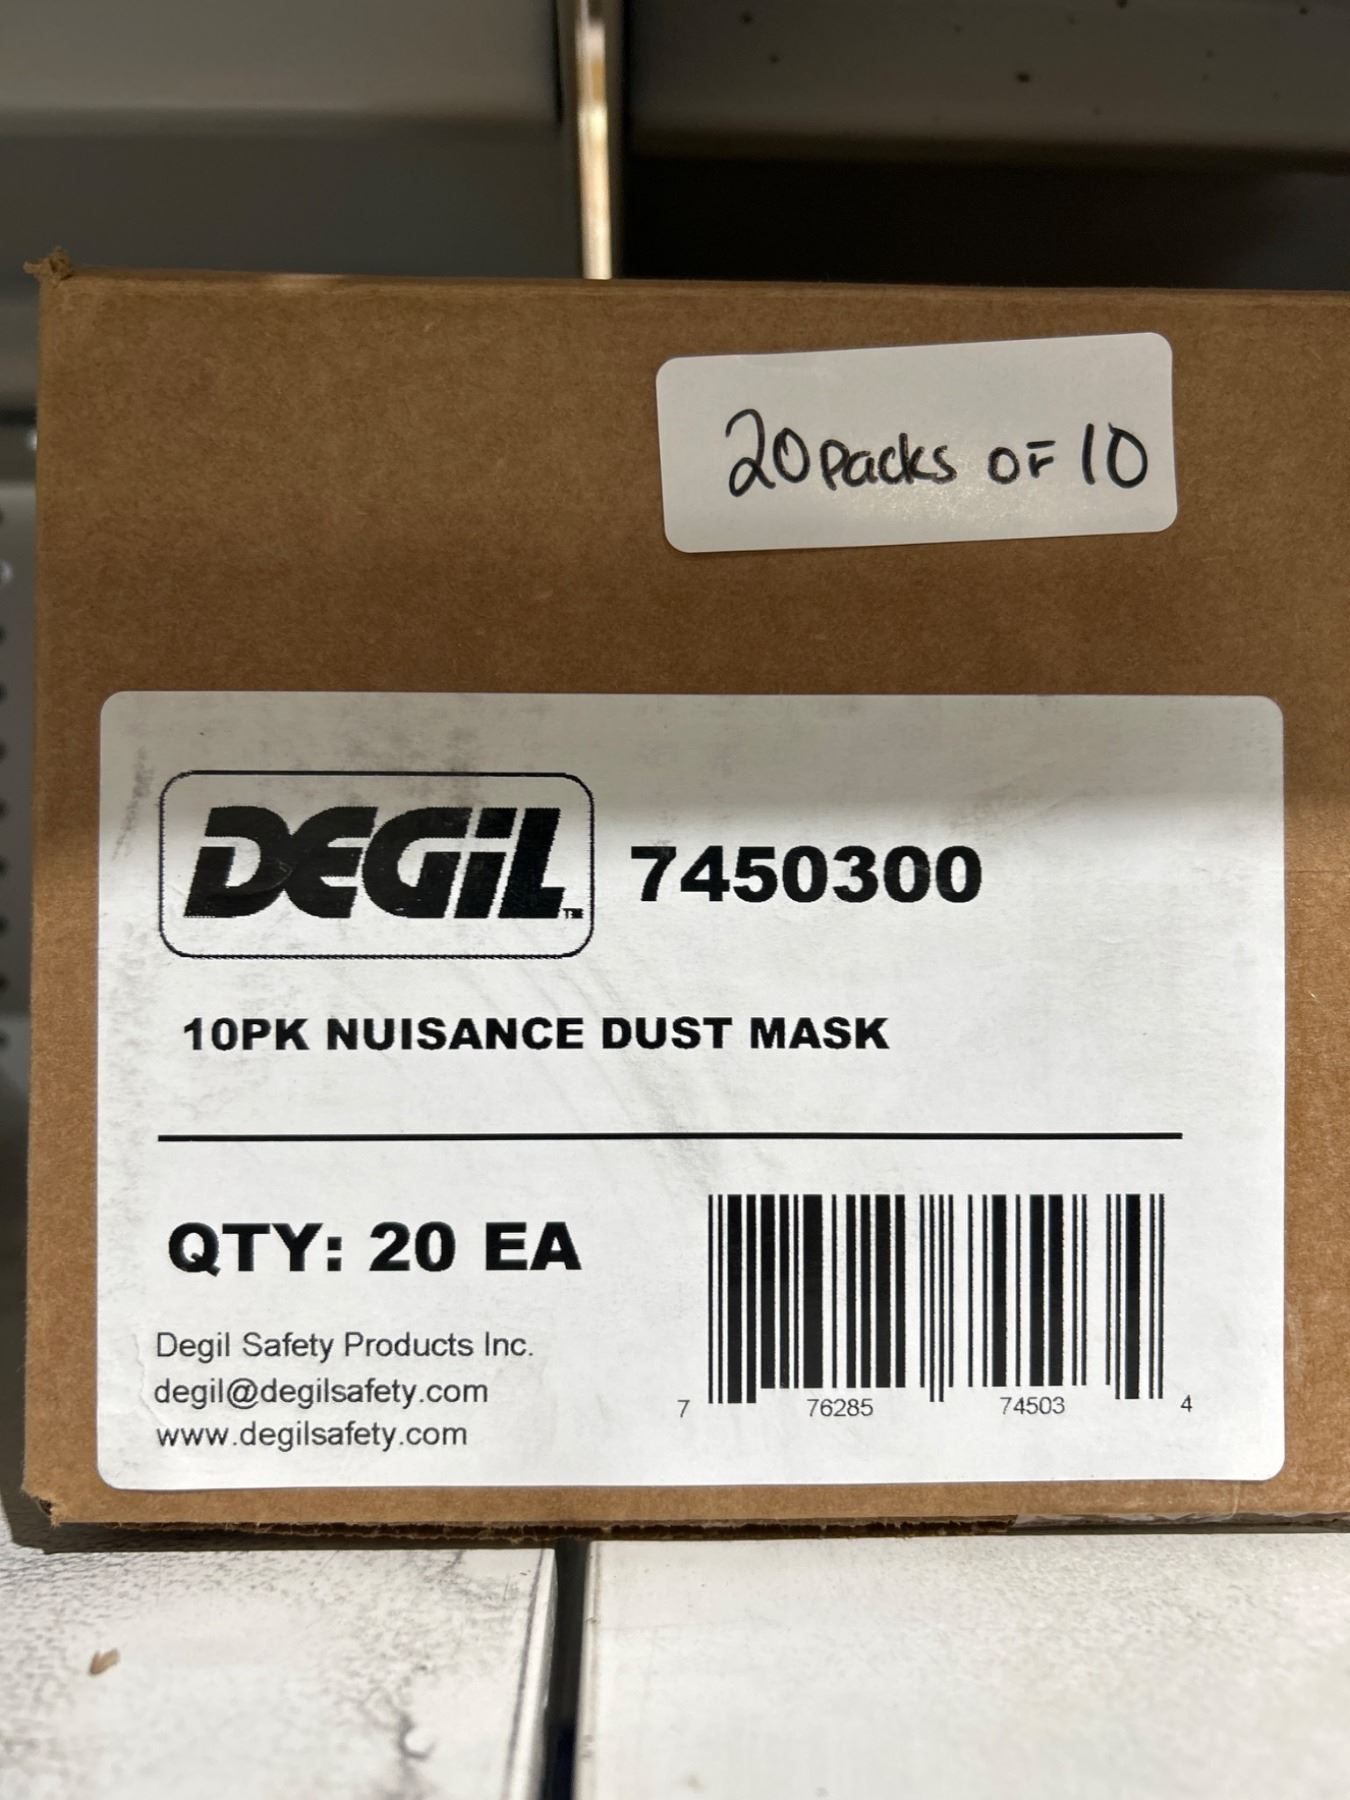 20 Packs OF 10
DEGiL™ 7450300
10PK NUISANCE DUST MASK
QTY: 20 EA
Degil Safety Products Inc.
degil@degilsafety.com
www.degilsafety.com
7 76285 74503 4